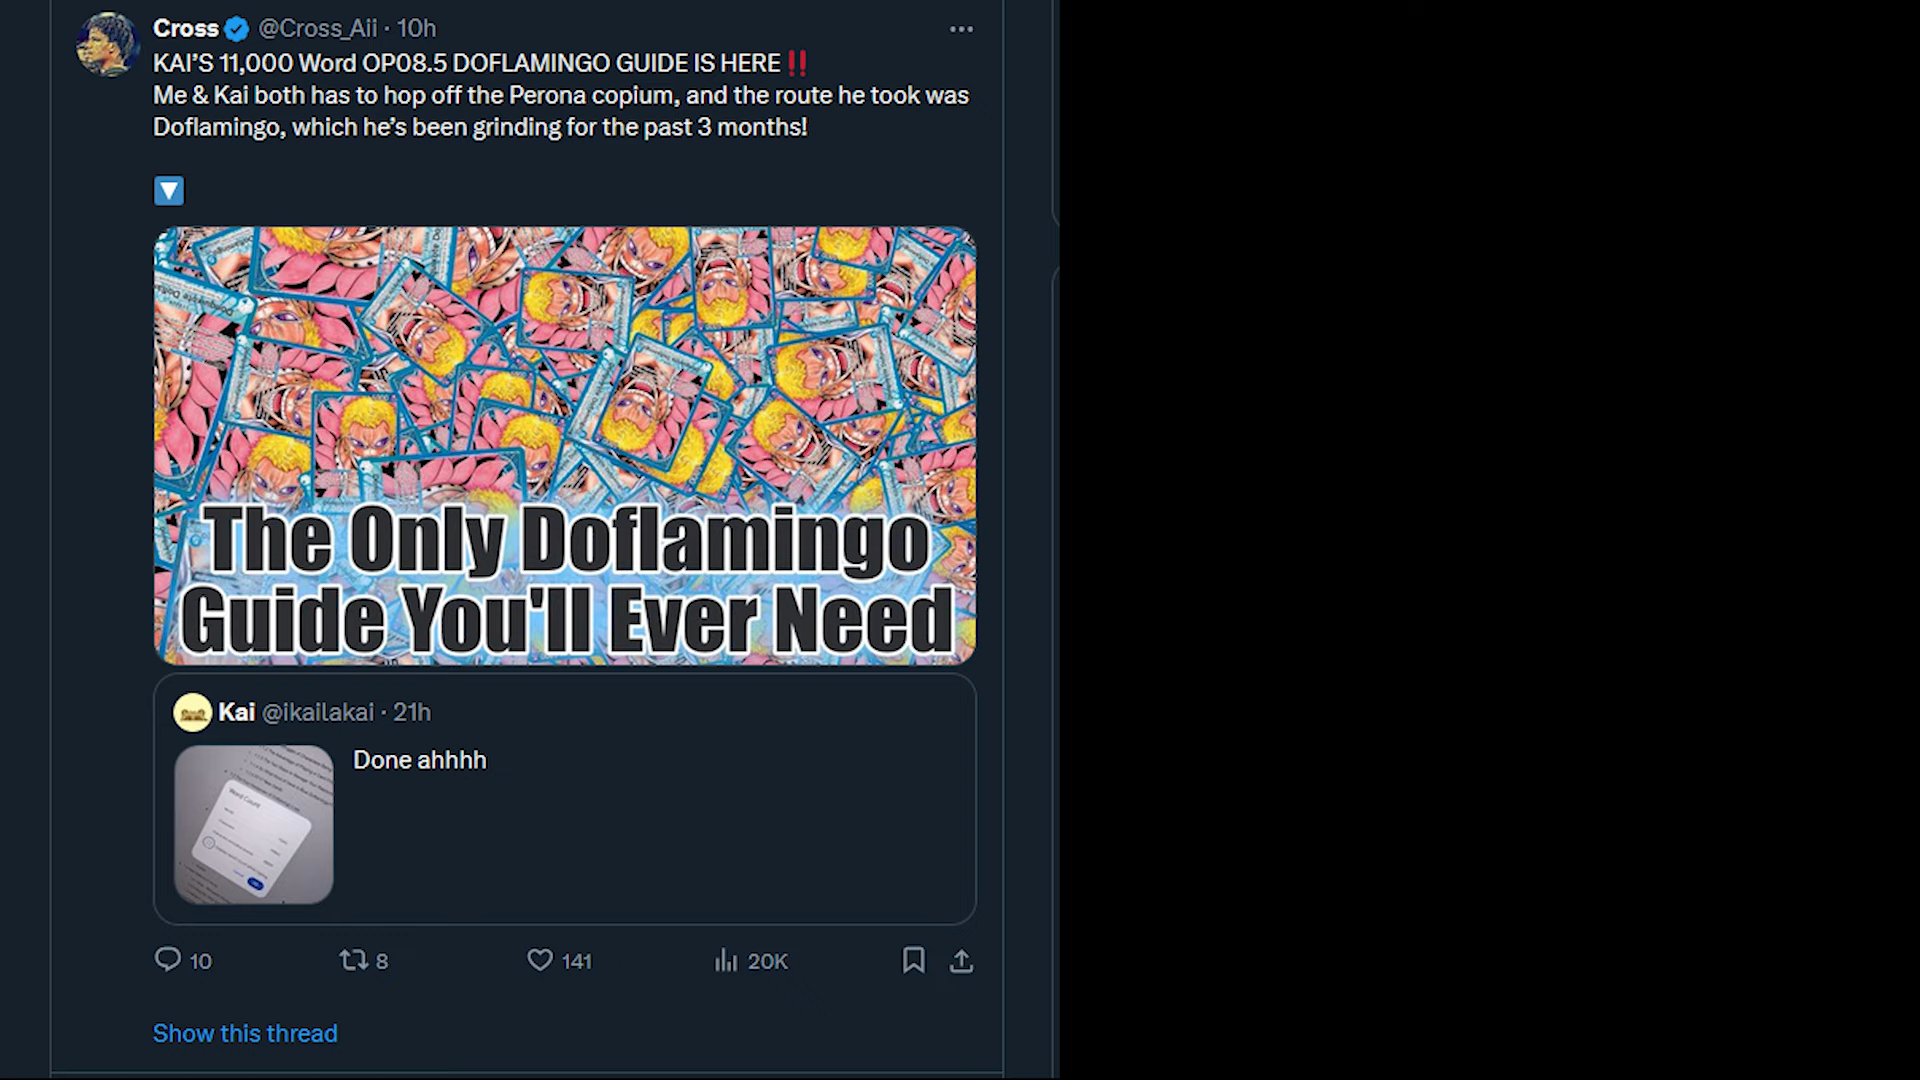 Cross @Cross_Aii · 10h
KAI'S 11,000 Word OP08.5 DOFLAMINGO GUIDE IS HERE ‼️
Me & Kai both has to hop off the Perona copium, and the route he took was
Doflamingo, which he's been grinding for the past 3 months!
The Only Doflamingo
Guide You'll Ever Need
Kai @ikailakai · 21h
Done ahhhh
Word Count
10 8 141 20K
Show this thread